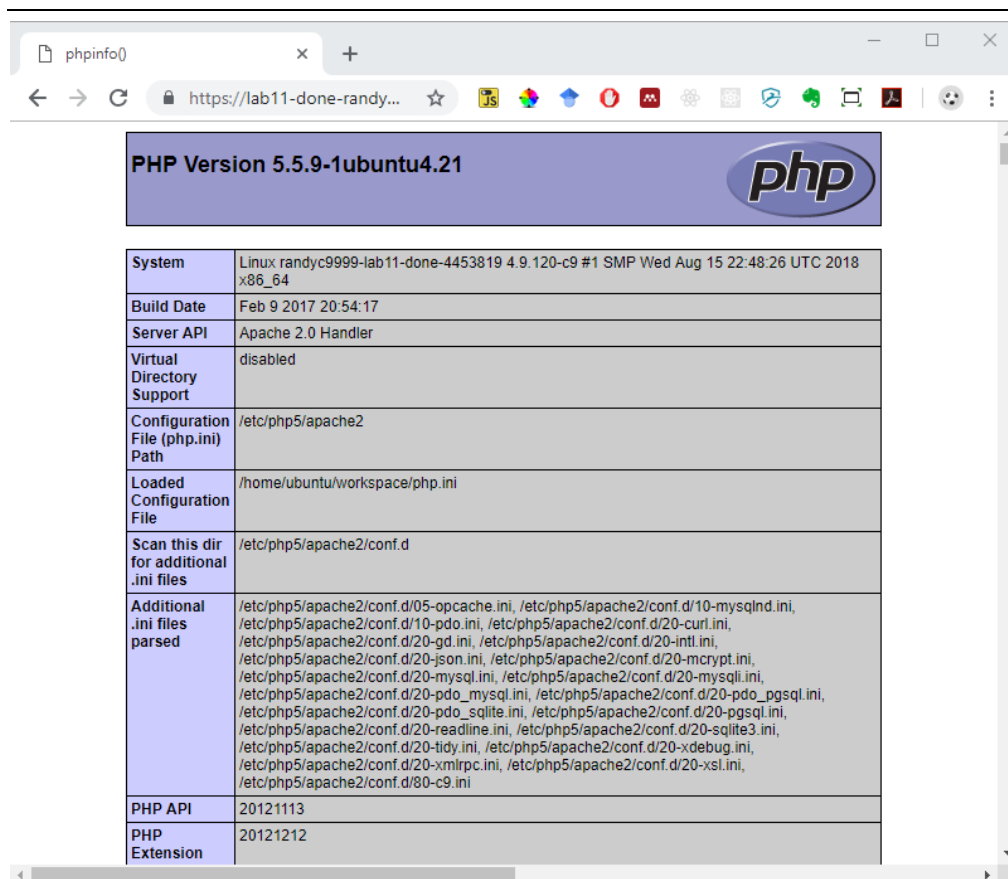 phpinfo()
https://lab11-done-randy...
JS
PHP Version 5.5.9-1ubuntu4.21
php
System
Linux randyc9999-lab11-done-4453819 4.9.120-c9 #1 SMP Wed Aug 15 22:48:26 UTC 2018
x86_64
Build Date
Feb 9 2017 20:54:17
Server API
Apache 2.0 Handler
Virtual
Directory
Support
disabled
Configuration
File (php.ini)
Path
/etc/php5/apache2
Loaded
Configuration
File
/home/ubuntu/workspace/php.ini
Scan this dir
for additional
.ini files
/etc/php5/apache2/conf.d
Additional
.ini files
parsed
/etc/php5/apache2/conf.d/05-opcache.ini, /etc/php5/apache2/conf.d/10-mysqlnd.ini,
/etc/php5/apache2/conf.d/10-pdo.ini, /etc/php5/apache2/conf.d/20-curl.ini,
/etc/php5/apache2/conf.d/20-gd.ini, /etc/php5/apache2/conf.d/20-intl.ini,
/etc/php5/apache2/conf.d/20-json.ini, /etc/php5/apache2/conf.d/20-mcrypt.ini,
/etc/php5/apache2/conf.d/20-mysql.ini, /etc/php5/apache2/conf.d/20-mysqli.ini,
/etc/php5/apache2/conf.d/20-pdo_mysql.ini, /etc/php5/apache2/conf.d/20-pdo_pgsql.ini,
/etc/php5/apache2/conf.d/20-pdo_sqlite.ini, /etc/php5/apache2/conf.d/20-pgsql.ini,
/etc/php5/apache2/conf.d/20-readline.ini, /etc/php5/apache2/conf.d/20-sqlite3.ini,
/etc/php5/apache2/conf.d/20-tidy.ini, /etc/php5/apache2/conf.d/20-xdebug.ini,
/etc/php5/apache2/conf.d/20-xmlrpc.ini, /etc/php5/apache2/conf.d/20-xsl.ini,
/etc/php5/apache2/conf.d/80-c9.ini
PHP API
20121113
PHP
Extension
20121212